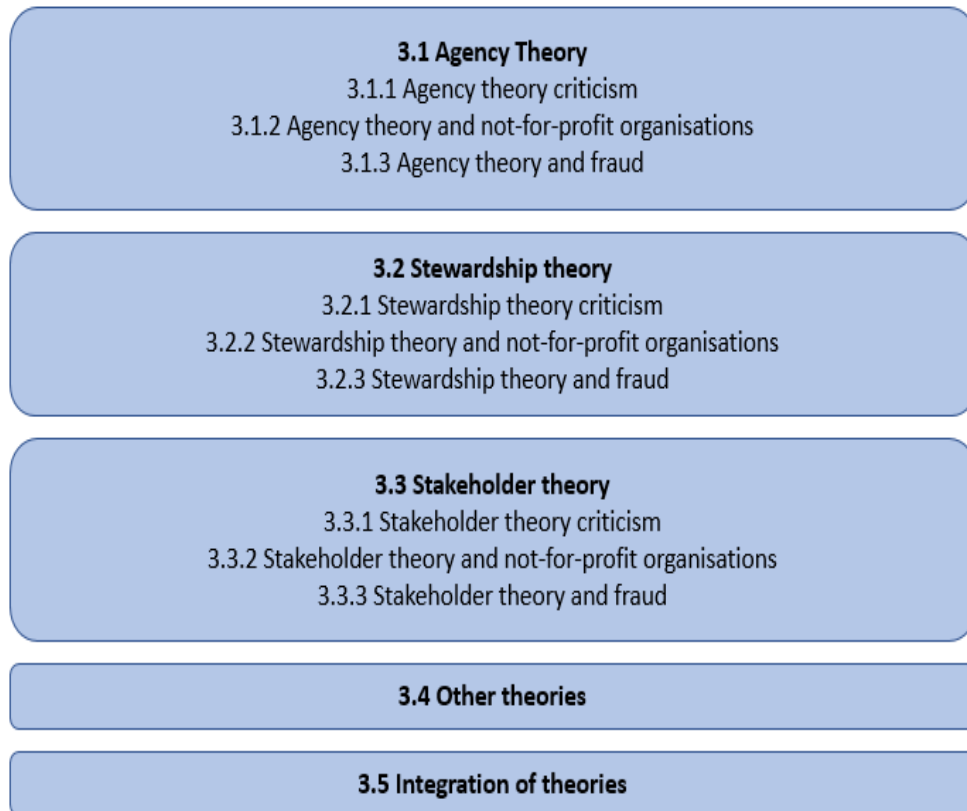 3.1 Agency Theory
3.1.1 Agency theory criticism
3.1.2 Agency theory and not-for-profit organisations
3.1.3 Agency theory and fraud
3.2 Stewardship theory
3.2.1 Stewardship theory criticism
3.2.2 Stewardship theory and not-for-profit organisations
3.2.3 Stewardship theory and fraud
3.3 Stakeholder theory
3.3.1 Stakeholder theory criticism
3.3.2 Stakeholder theory and not-for-profit organisations
3.3.3 Stakeholder theory and fraud
3.4 Other theories
3.5 Integration of theories